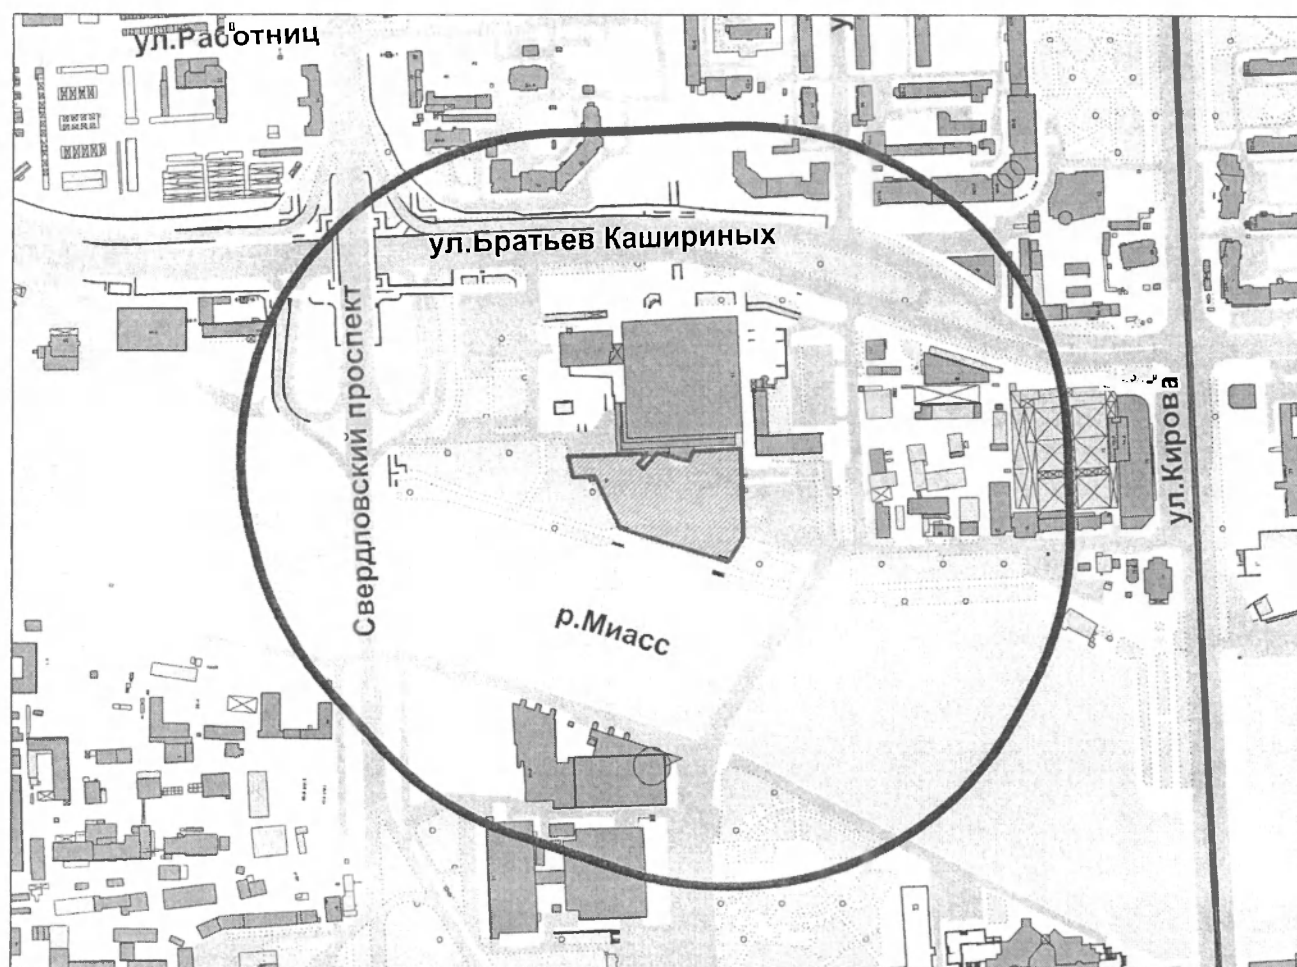 ул.Работниц
ул.Братьев Кашириных
Свердловский проспект
ул.Кирова
р.Миасс